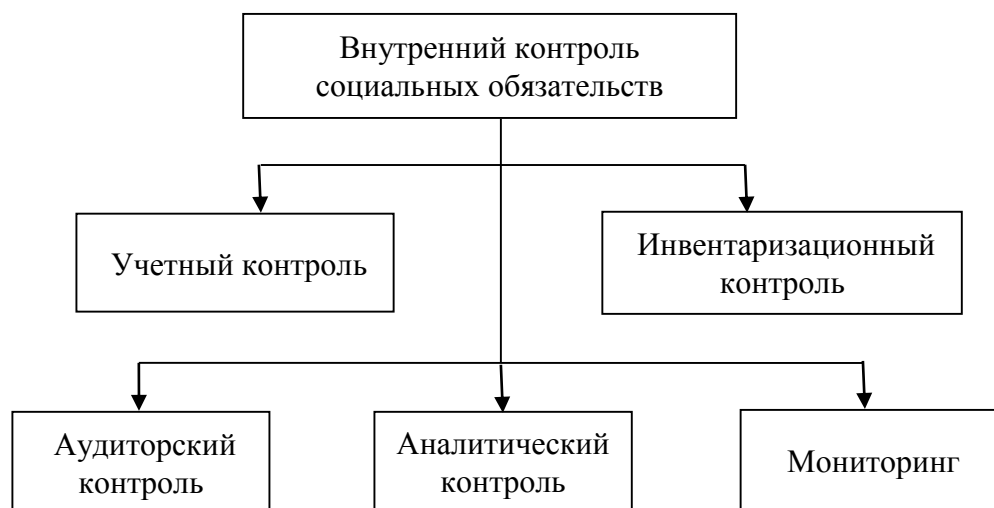 Внутренний контроль
социальных обязательств
Учетный контроль
Инвентаризационный
контроль
Аудиторский
контроль
Аналитический
контроль
Мониторинг